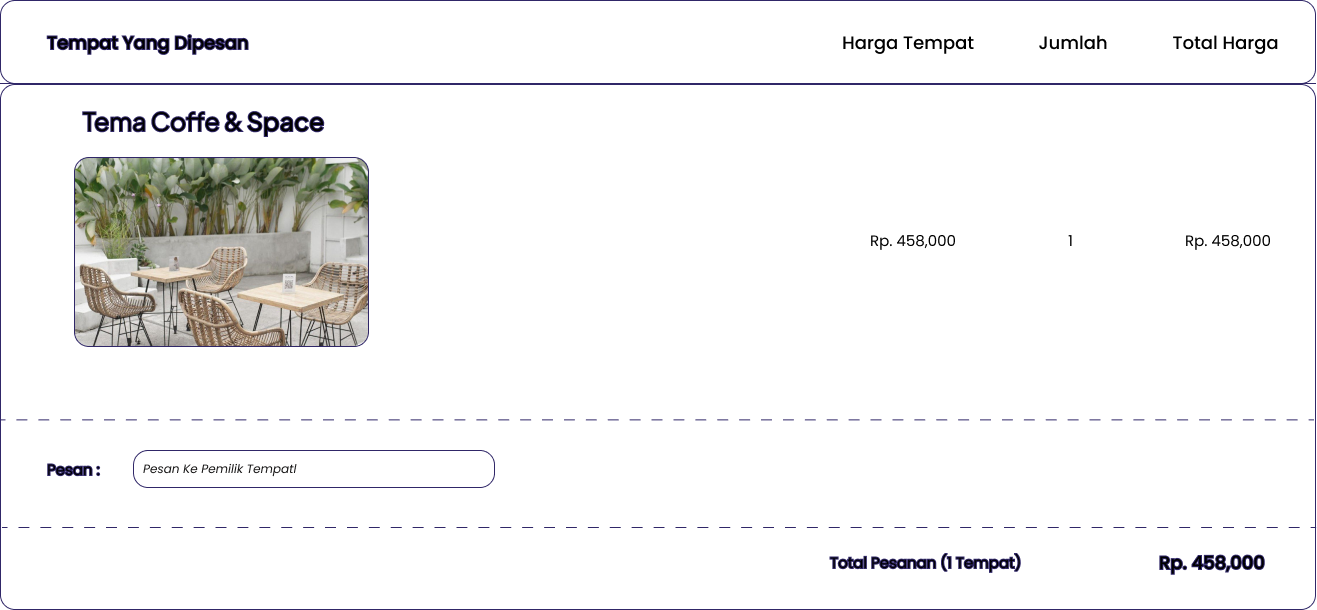 Tempat Yang Dipesan Harga Tempat Jumlah Total Harga
Tema Coffe & Space
Rp. 458,000 1 Rp. 458,000
Pesan : Pesan Ke Pemilik Tempatl
Total Pesanan (1 Tempat) Rp. 458,000